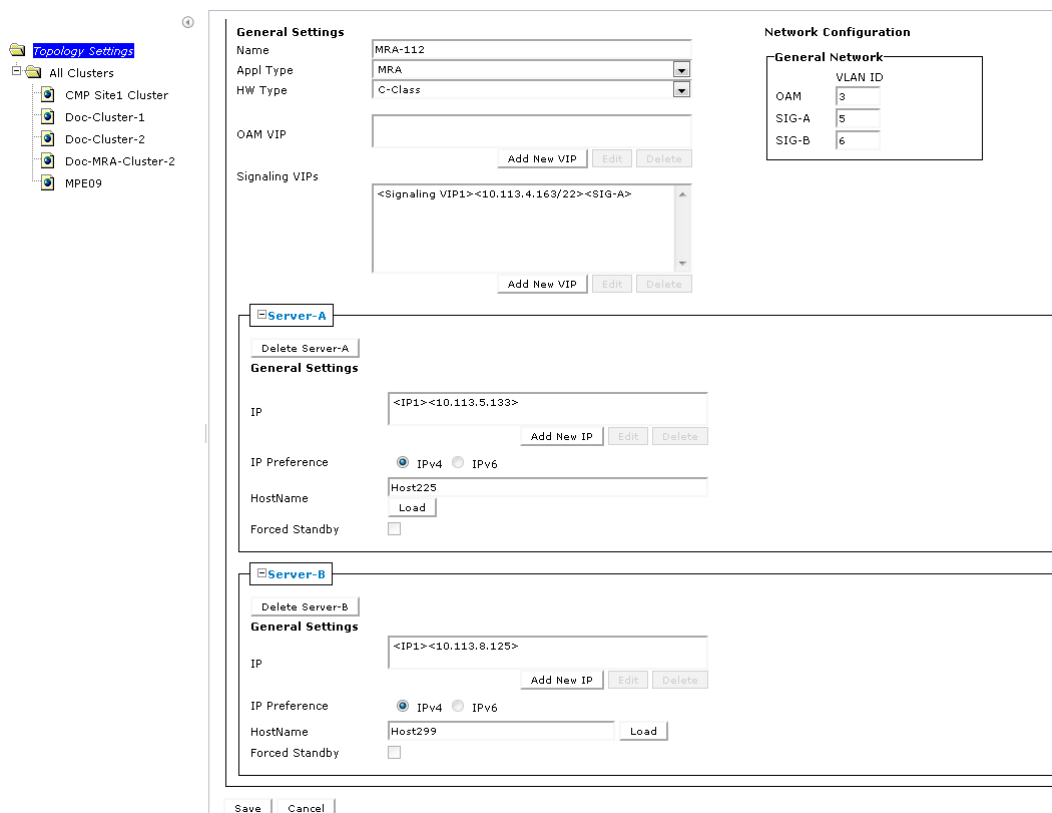 Topology Settings
All Clusters
CMP Site1 Cluster
Doc-Cluster-1
Doc-Cluster-2
Doc-MRA-Cluster-2
MPE09
General Settings
Name MRA-112
Appl Type MRA
HW Type C-Class
OAM VIP
Add New VIP Edit Delete
Signaling VIPs
<Signaling VIP1><10.113.4.163/22><SIG-A>
Add New VIP Edit Delete
Network Configuration
General Network
VLAN ID
OAM 3
SIG-A 5
SIG-B 6
Server-A
Delete Server-A
General Settings
IP <IP1><10.113.5.133>
Add New IP Edit Delete
IP Preference IPv4 IPv6
HostName Host225
Load
Forced Standby
Server-B
Delete Server-B
General Settings
IP <IP1><10.113.8.125>
Add New IP Edit Delete
IP Preference IPv4 IPv6
HostName Host299 Load
Forced Standby
Save Cancel